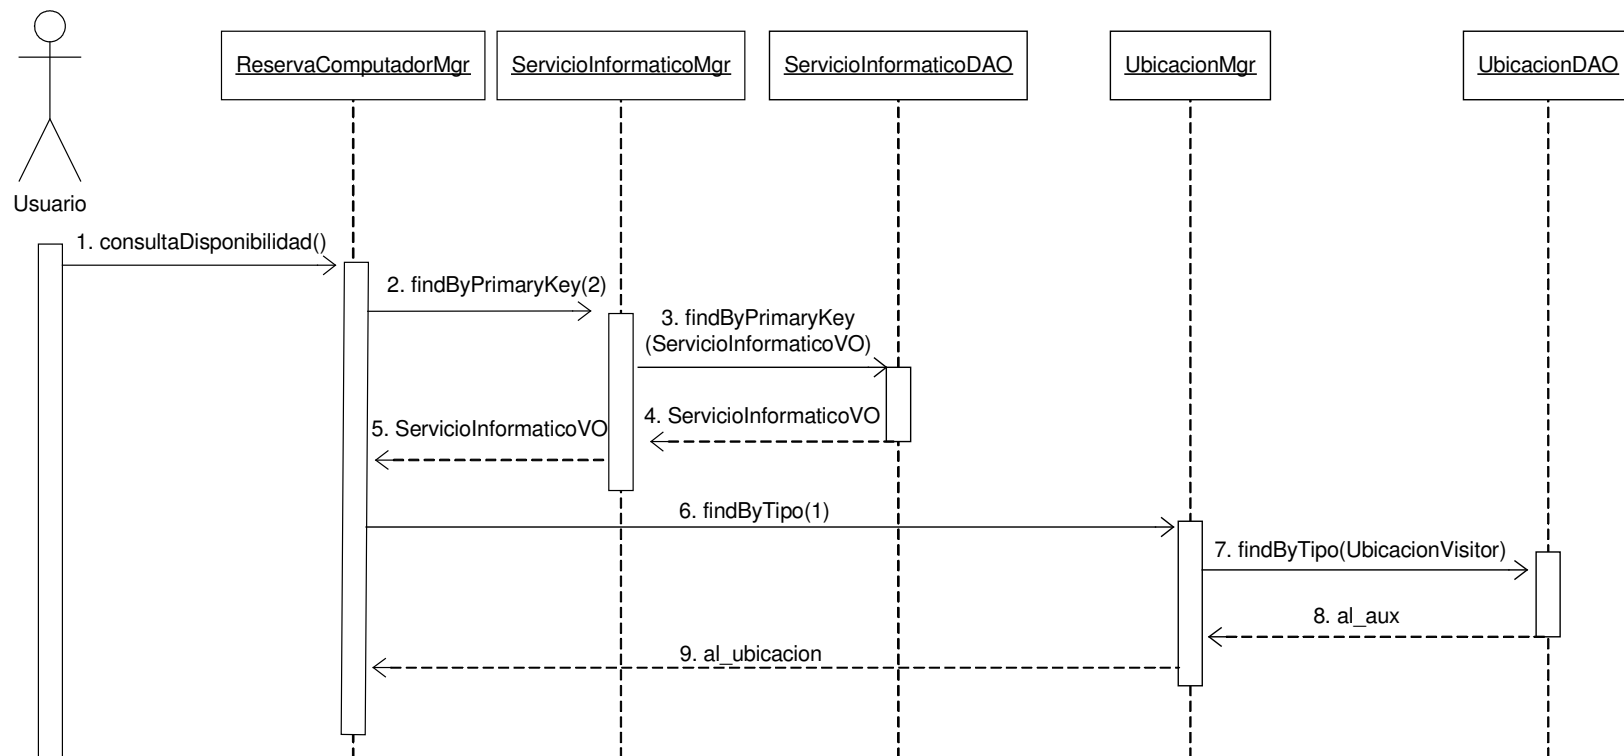 ReservaComputadorMgr
ServicioInformaticoMgr
ServicioInformaticoDAO
UbicacionMgr
UbicacionDAO
Usuario
1. consultaDisponibilidad()
2. findByPrimaryKey(2)
3. findByPrimaryKey
(ServicioInformaticoVO)
4. ServicioInformaticoVO
5. ServicioInformaticoVO
6. findByTipo(1)
7. findByTipo(UbicacionVisitor)
8. al_aux
9. al_ubicacion